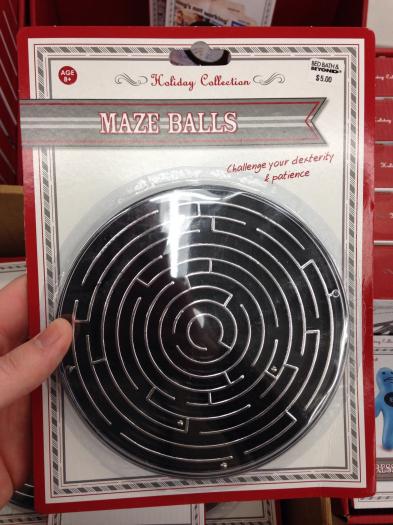 AGE
8+
Holiday Collection
BED BATH &
BEYOND
$5.00
MAZE BALLS
Challenge your dexterity
& patience